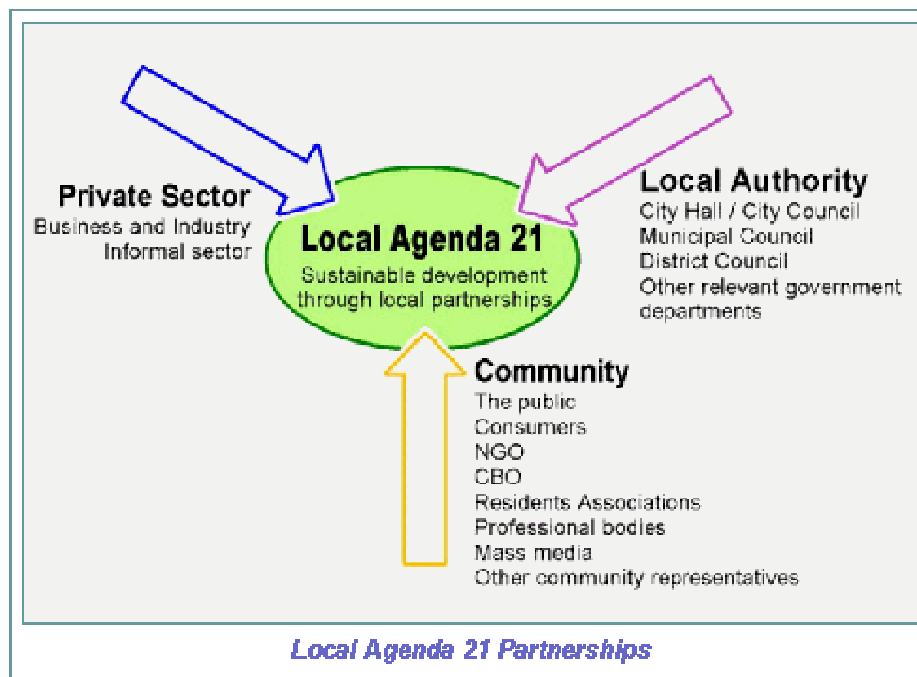 Private Sector
Business and Industry
Informal sector
Local Agenda 21
Sustainable development
through local partnerships
Local Authority
City Hall / City Council
Municipal Council
District Council
Other relevant government
departments
Community
The public
Consumers
NGO
CBO
Residents Associations
Professional bodies
Mass media
Other community representatives
Local Agenda 21 Partnerships